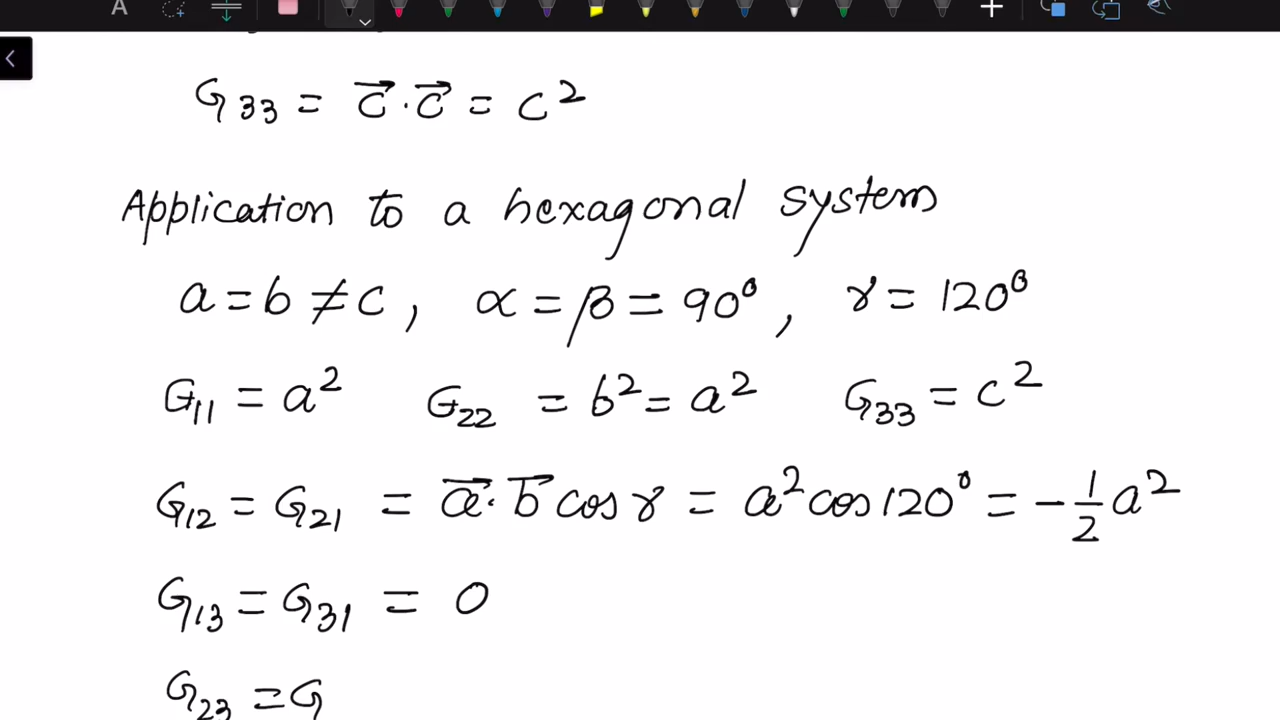 A
G₃₃ = c⃗ · c⃗ = c²
Application to a hexagonal system
a = b ≠ c , α = β = 90° , γ = 120°
G₁₁ = a² G₂₂ = b² = a² G₃₃ = c²
G₁₂ = G₂₁ = a⃗ · b⃗ cos γ = a² cos 120° = -½ a²
G₁₃ = G₃₁ = 0
G₂₃ = G